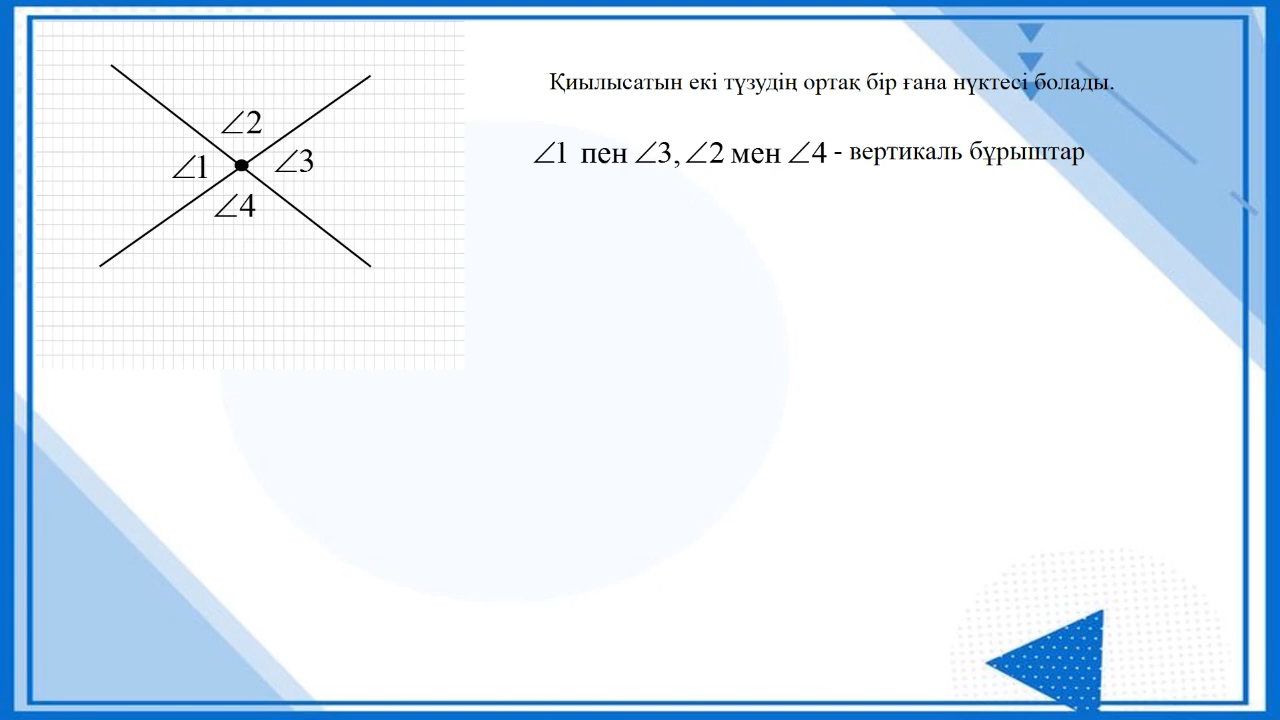 ∠2
∠1
∠3
∠4
Қиылысатын екі түзудің ортақ бір ғана нүктесі болады.
∠1 пен ∠3, ∠2 мен ∠4 - вертикаль бұрыштар